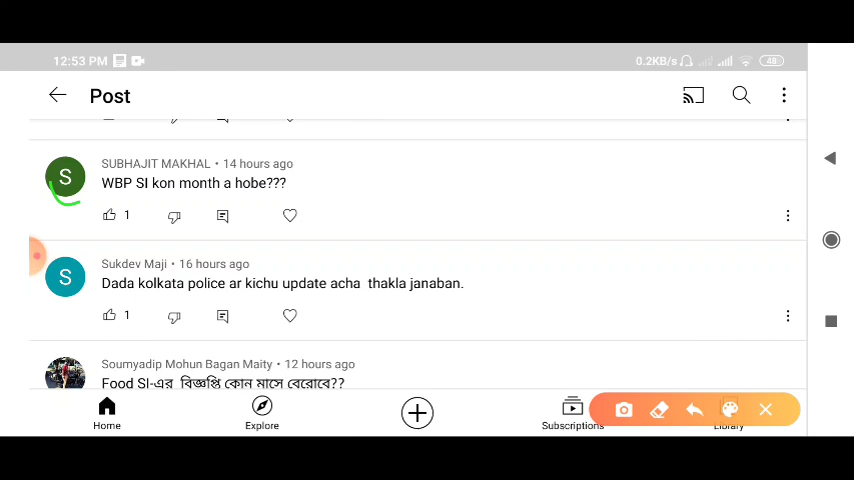 12:53 PM 0.2KB/s 48
Post
SUBHAJIT MAKHAL • 14 hours ago
S
WBP SI kon month a hobe???
1
Sukdev Maji • 16 hours ago
S
Dada kolkata police ar kichu update acha thakla janaban.
1
Soumyadip Mohun Bagan Maity • 12 hours ago
Food SI-এর বিজ্ঞপ্তি কোন মাসে বেরোবে??
Home Explore Subscriptions Library